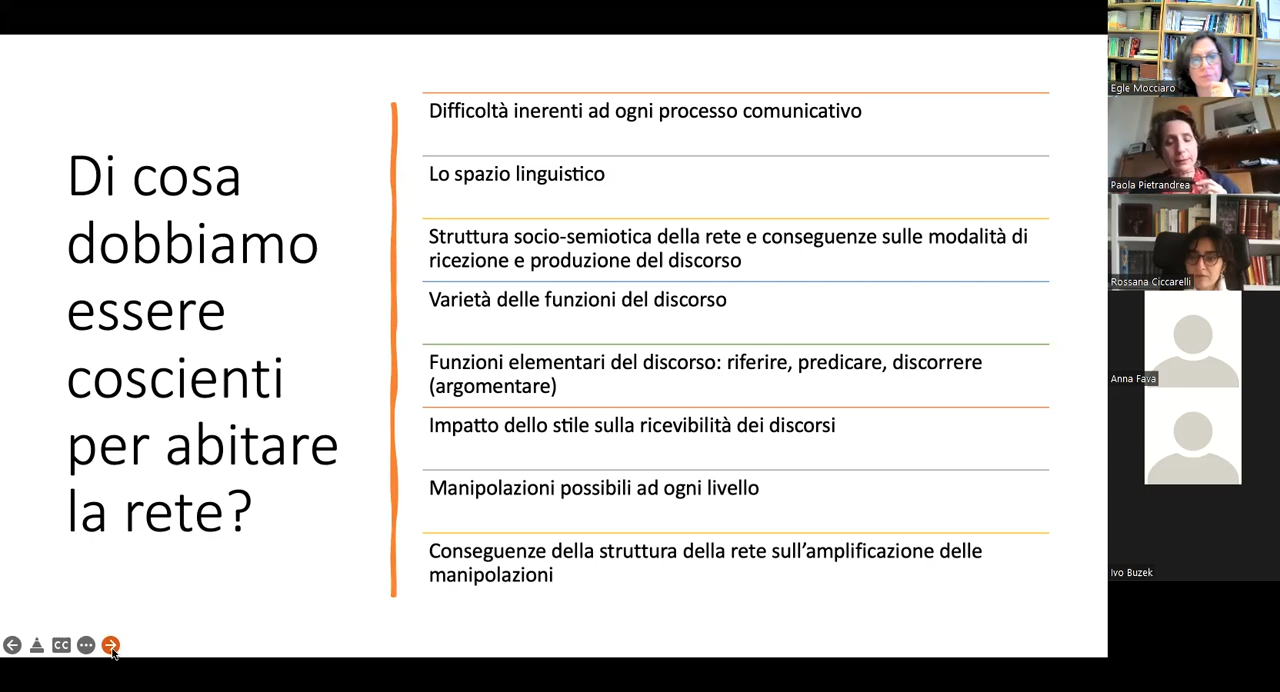 Di cosa
dobbiamo
essere
coscienti
per abitare
la rete?
Difficoltà inerenti ad ogni processo comunicativo
Lo spazio linguistico
Struttura socio-semiotica della rete e conseguenze sulle modalità di
ricezione e produzione del discorso
Varietà delle funzioni del discorso
Funzioni elementari del discorso: riferire, predicare, discorrere
(argomentare)
Impatto dello stile sulla ricevibilità dei discorsi
Manipolazioni possibili ad ogni livello
Conseguenze della struttura della rete sull’amplificazione delle
manipolazioni
CC
Egle Mocciaro
Paola Pietrandrea
Rossana Ciccarelli
Anna Fava
Ivo Buzek